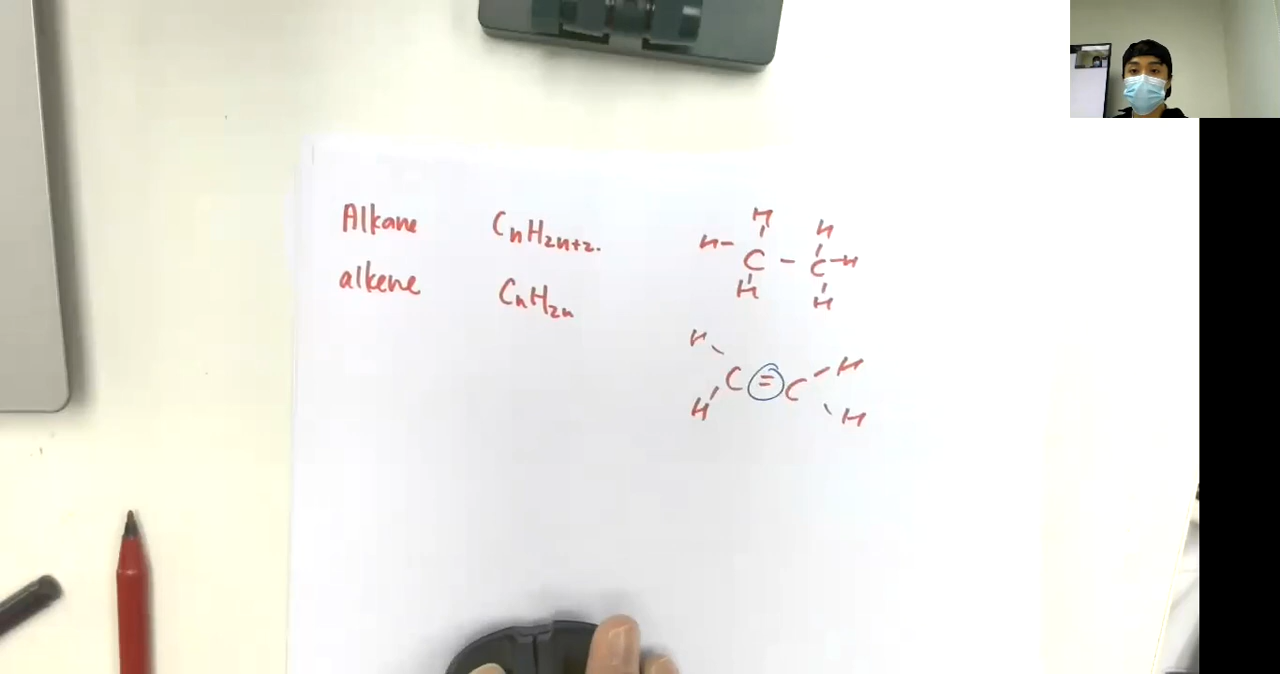 Alkane CnH2n+2.
alkene CnH2n
H H
H - C - C - H
H H
H H
C = C
H H